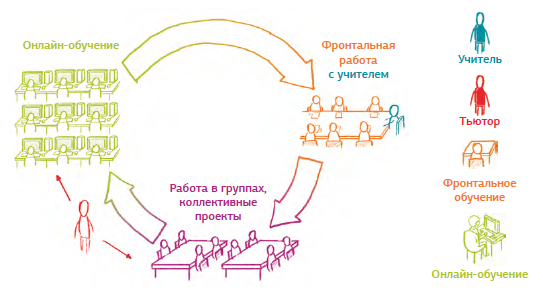 Онлайн-обучение
Фронтальная
работа
с учителем
Работа в группах,
коллективные
проекты
Учитель
Тьютор
Фронтальное
обучение
Онлайн-обучение